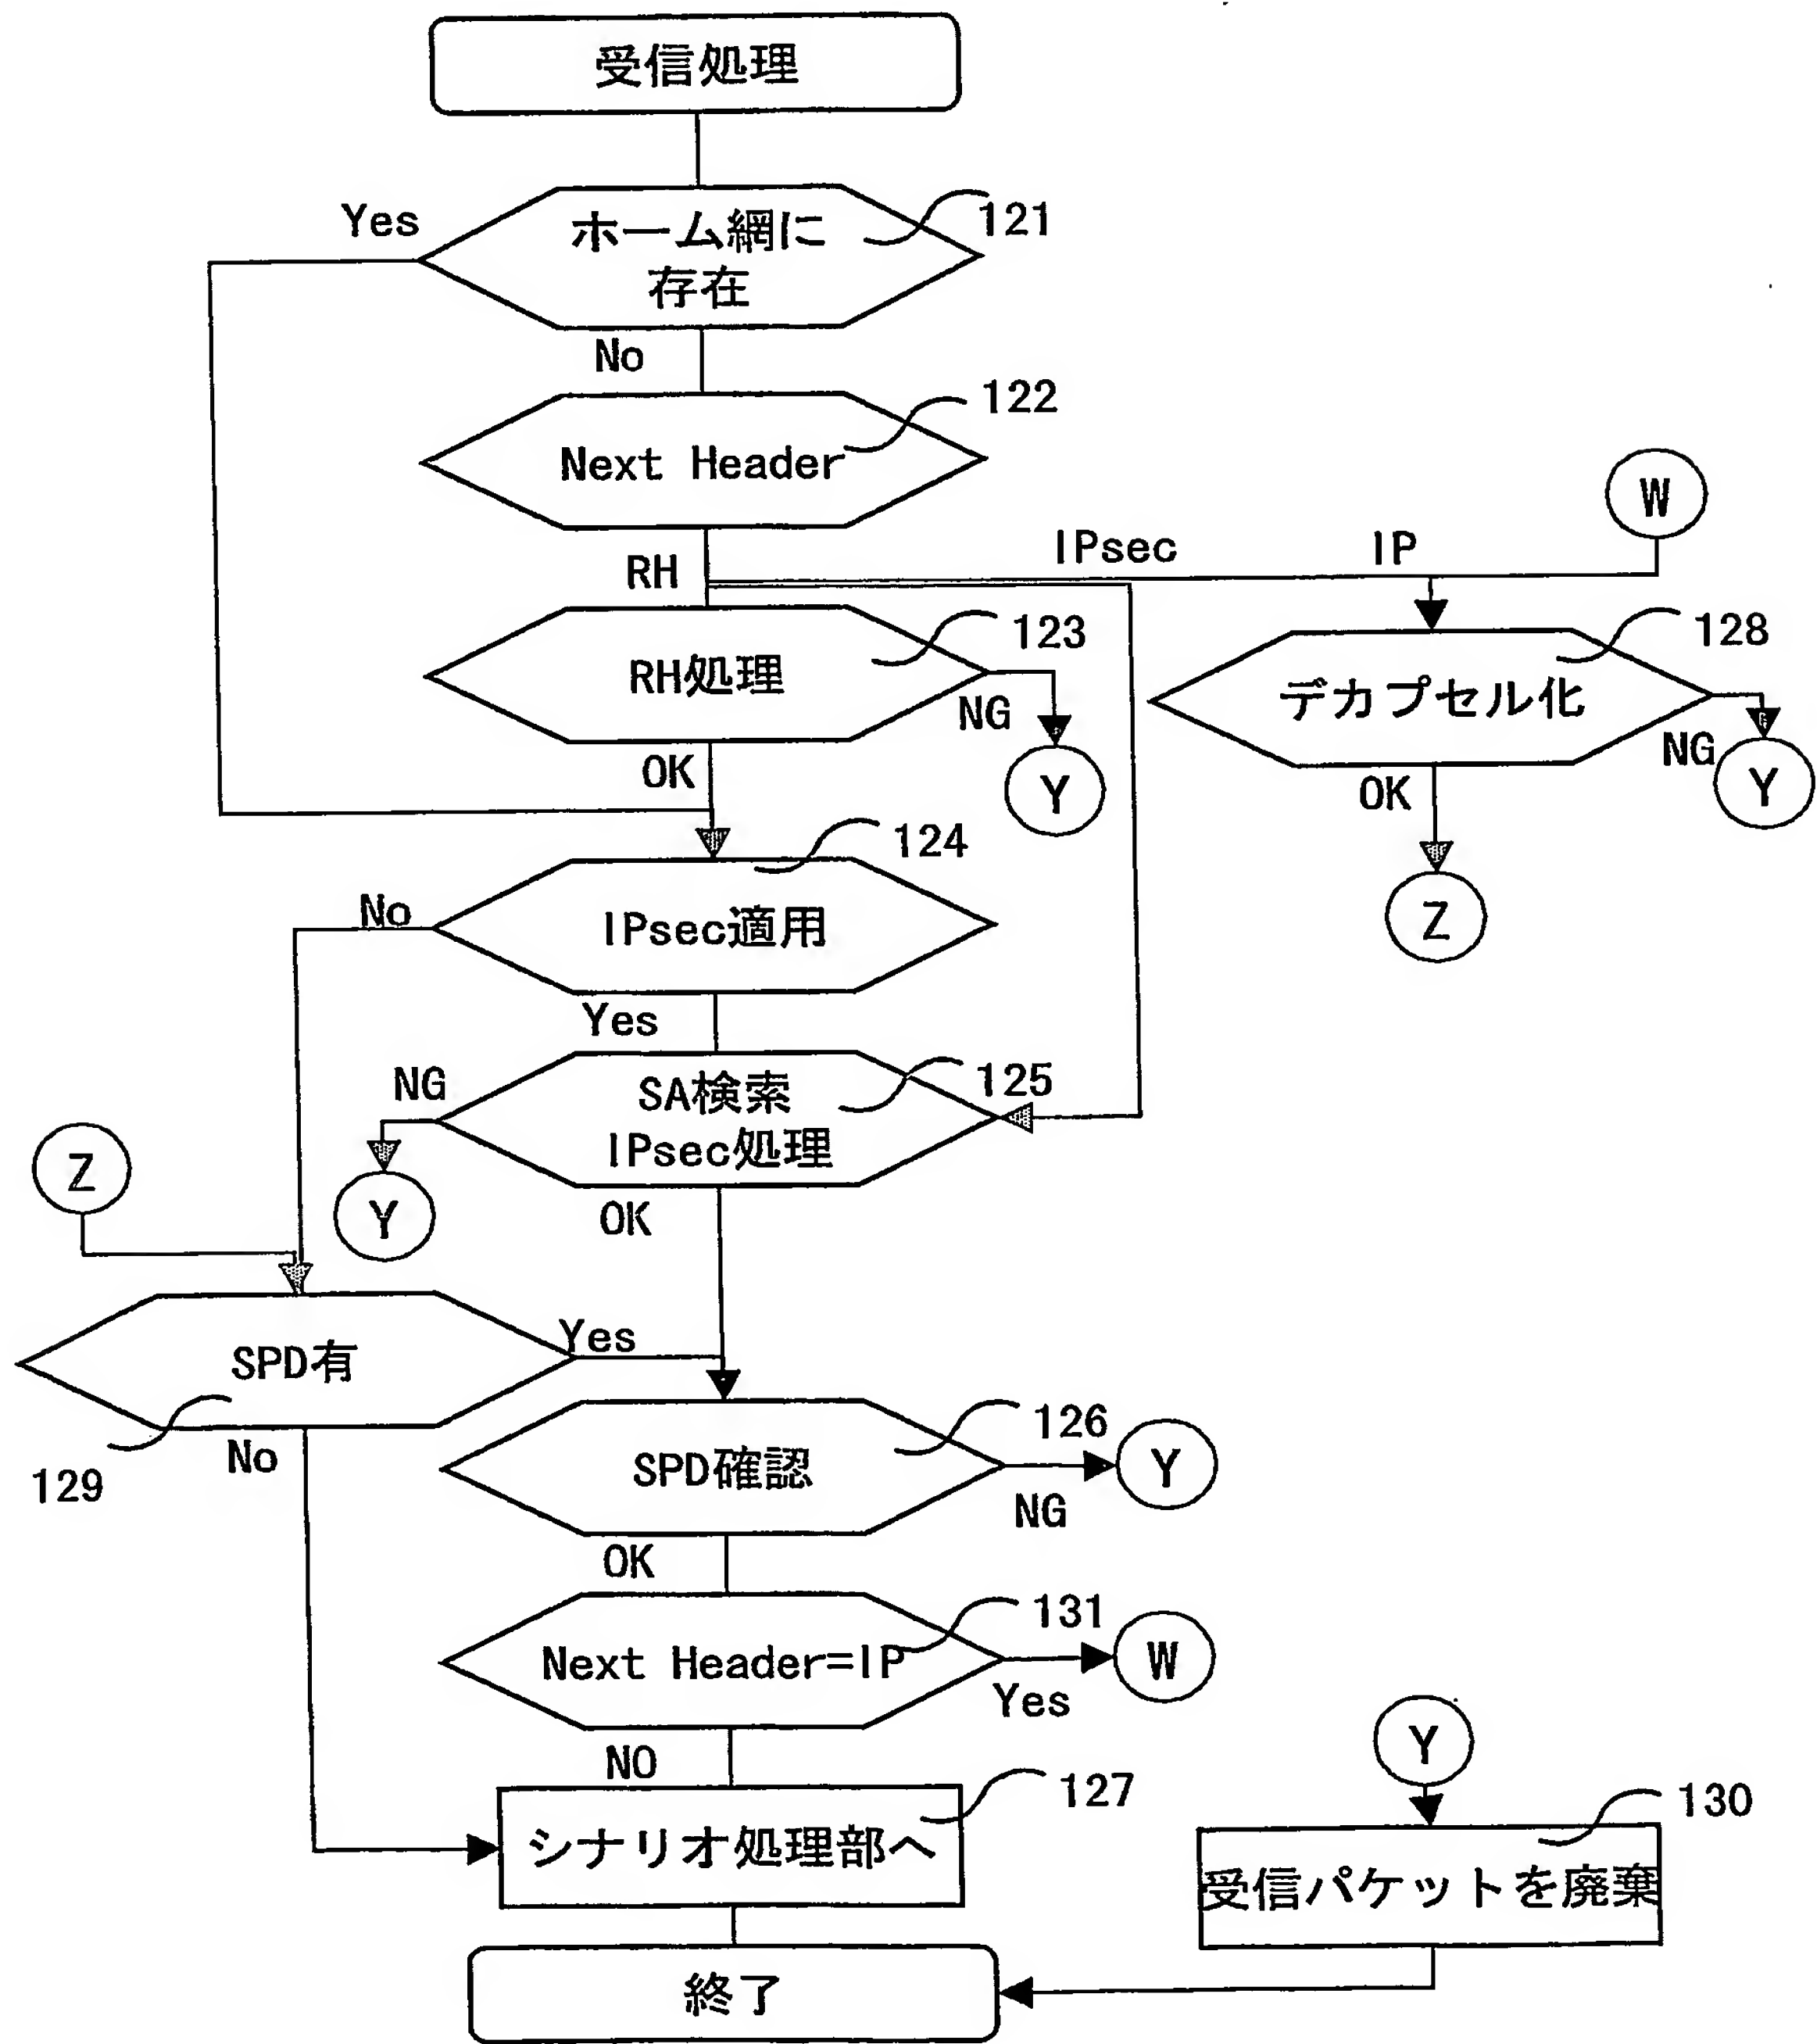 受信処理
Yes
ホーム網に
存在
121
No
Next Header
122
W
RH
IPsec
IP
RH処理
123
NG
Y
デカプセル化
128
NG
Y
OK
OK
Z
124
No
IPsec適用
Yes
NG
SA検索
IPsec処理
125
Z
Y
OK
SPD有
Yes
129
No
SPD確認
126
Y
NG
OK
Next Header=IP
131
W
Yes
NO
Y
シナリオ処理部へ
127
130
受信パケットを廃棄
終了